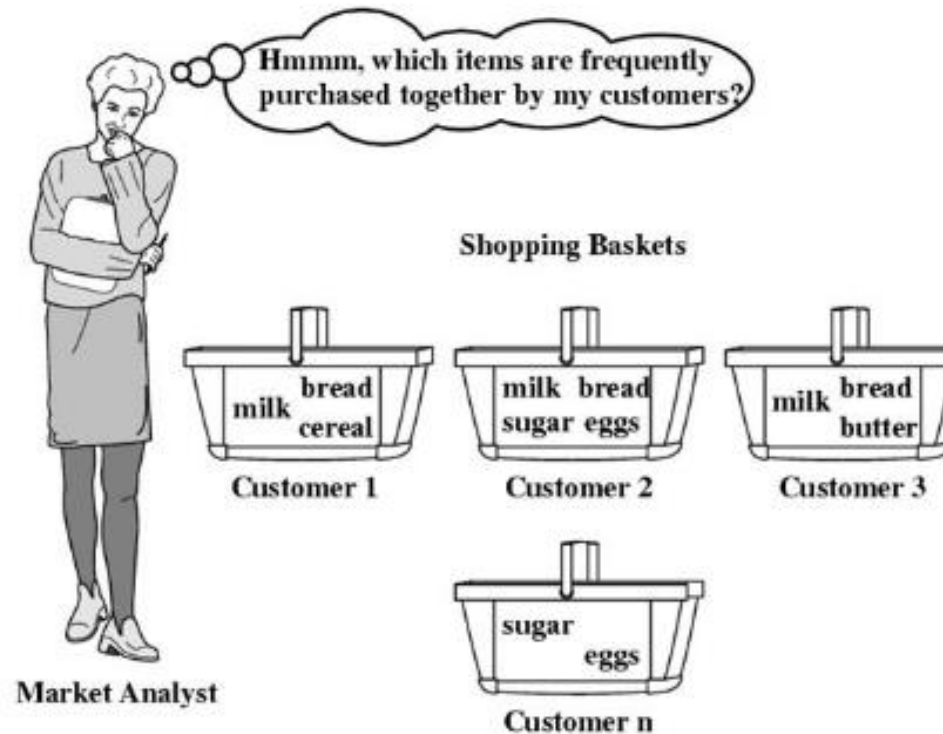 Hmmm, which items are frequently
purchased together by my customers?
Shopping Baskets
milk bread
cereal
Customer 1
milk bread
sugar eggs
Customer 2
milk bread
butter
Customer 3
sugar
eggs
Customer n
Market Analyst